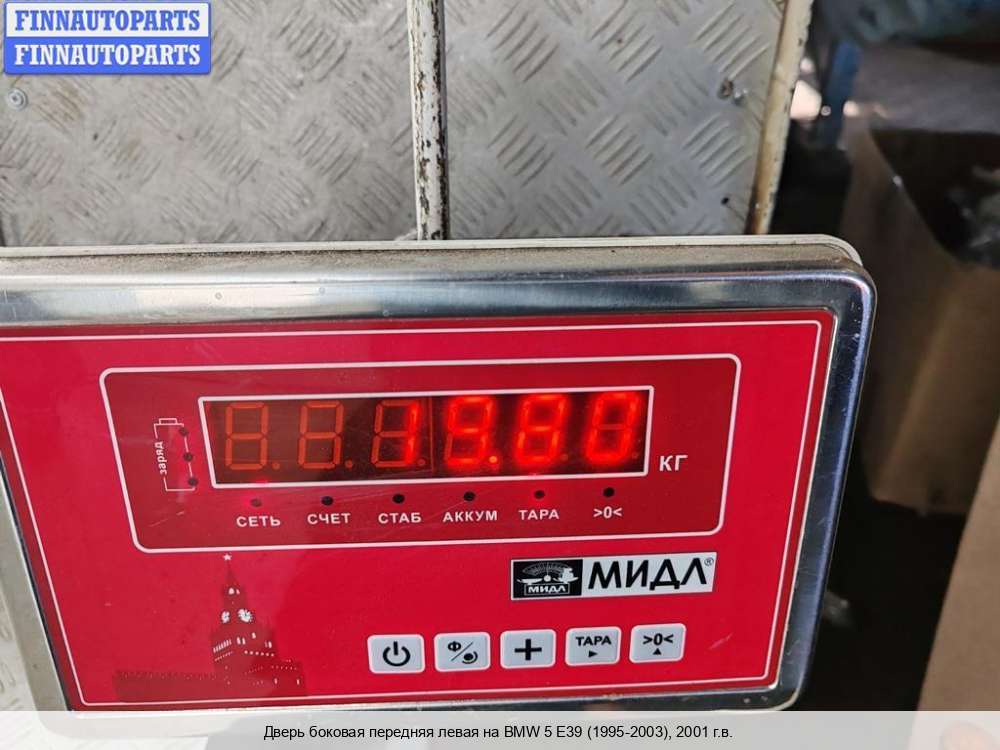 FINNAUTOPARTS
FINNAUTOPARTS
заряд
КГ
СЕТЬ СЧЕТ СТАБ АККУМ ТАРА >0<
МИДЛ МИДЛ®
Ф/ + ТАРА >0<
Дверь боковая передняя левая на BMW 5 E39 (1995-2003), 2001 г.в.